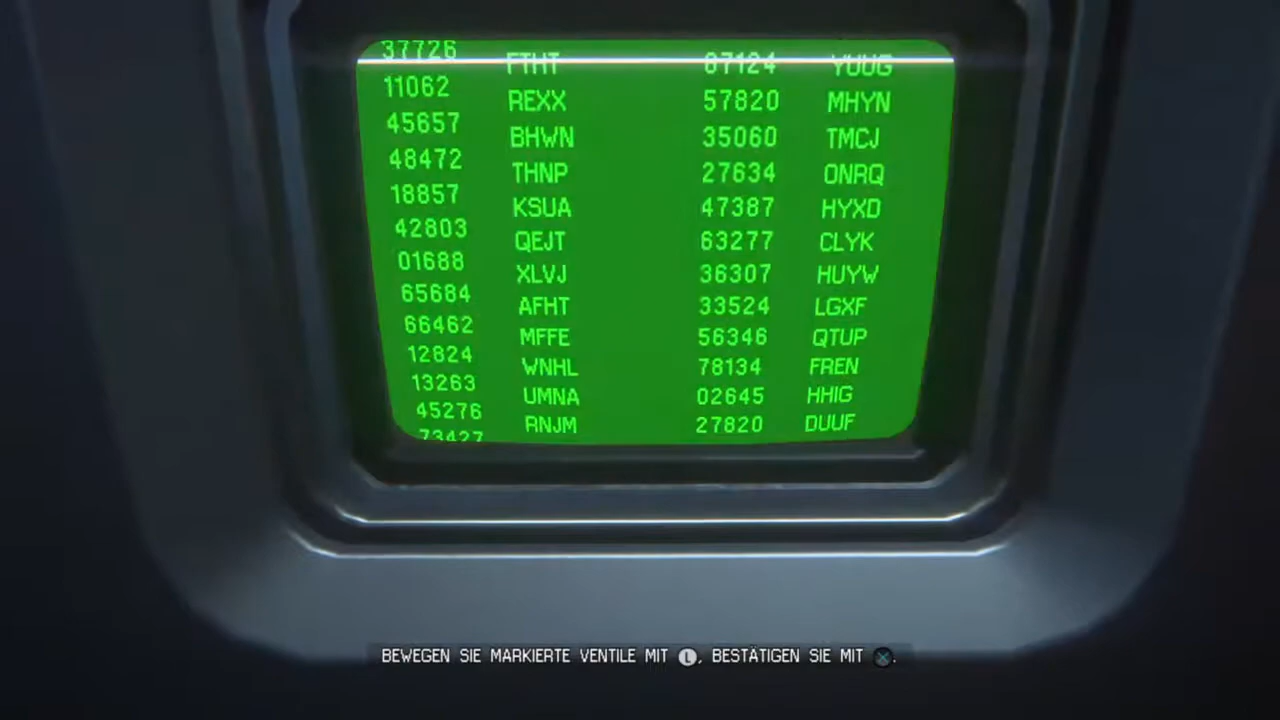 37726 FTHT 87124 YUUG
11062 REXX 57820 MHYN
45657 BHWN 35060 TMCJ
48472 THNP 27634 ONRQ
18857 KSUA 47387 HYXD
42803 QEJT 63277 CLYK
01688 XLVJ 36307 HUYW
65684 AFHT 33524 LGXF
66462 MFFE 56346 QTUP
12824 WNHL 78134 FREN
13263 UMNA 02645 HHIG
45276 RNJM 27820 DUUF
73427
BEWEGEN SIE MARKIERTE VENTILE MIT L, BESTÄTIGEN SIE MIT X.